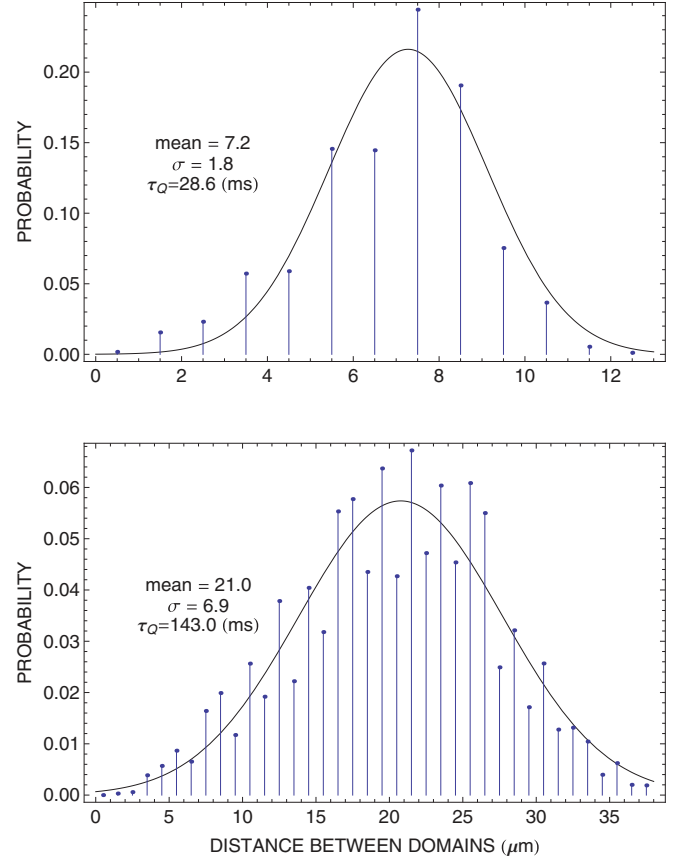 0.20
0.15
0.10
0.05
0.00
PROBABILITY
mean = 7.2
σ = 1.8
τQ=28.6 (ms)
0 2 4 6 8 10 12
0.06
0.05
0.04
0.03
0.02
0.01
0.00
PROBABILITY
mean = 21.0
σ = 6.9
τQ=143.0 (ms)
0 5 10 15 20 25 30 35
DISTANCE BETWEEN DOMAINS (μm)